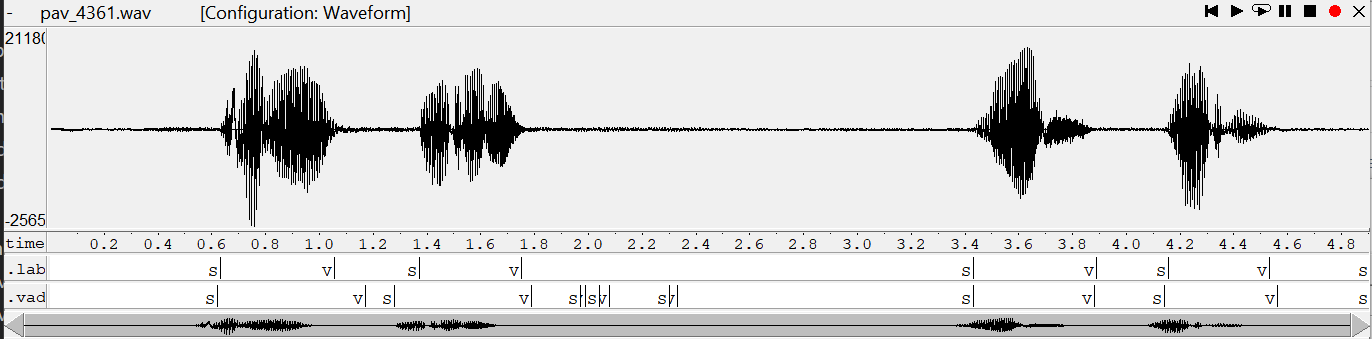 - pav_4361.wav [Configuration: Waveform]
2118
-2565
time 0.2 0.4 0.6 0.8 1.0 1.2 1.4 1.6 1.8 2.0 2.2 2.4 2.6 2.8 3.0 3.2 3.4 3.6 3.8 4.0 4.2 4.4 4.6 4.8
.lab s v s v s v s v s
.vad s v s v s s v s v s v s v s